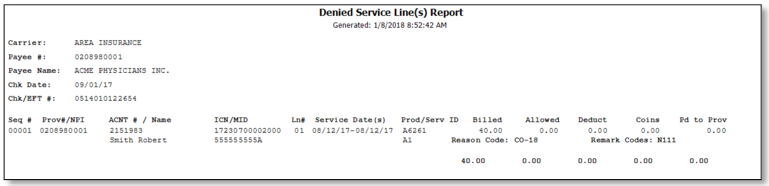 Denied Service Line(s) Report
Generated: 1/8/2018 8:52:42 AM
Carrier: AREA INSURANCE
Payee #: 0208980001
Payee Name: ACME PHYSICIANS INC.
Chk Date: 09/01/17
Chk/EFT #: 0514010122654
Seq # Prov#/NPI ACNT # / Name ICN/MID Ln# Service Date(s) Prod/Serv ID Billed Allowed Deduct Coins Pd to Prov
00001 0208980001 2151983 17230700002000 01 08/12/17-08/12/17 A6261 40.00 0.00 0.00 0.00 0.00
Smith Robert 555555555A A1 Reason Code: CO-18 Remark Codes: N111
40.00 0.00 0.00 0.00 0.00